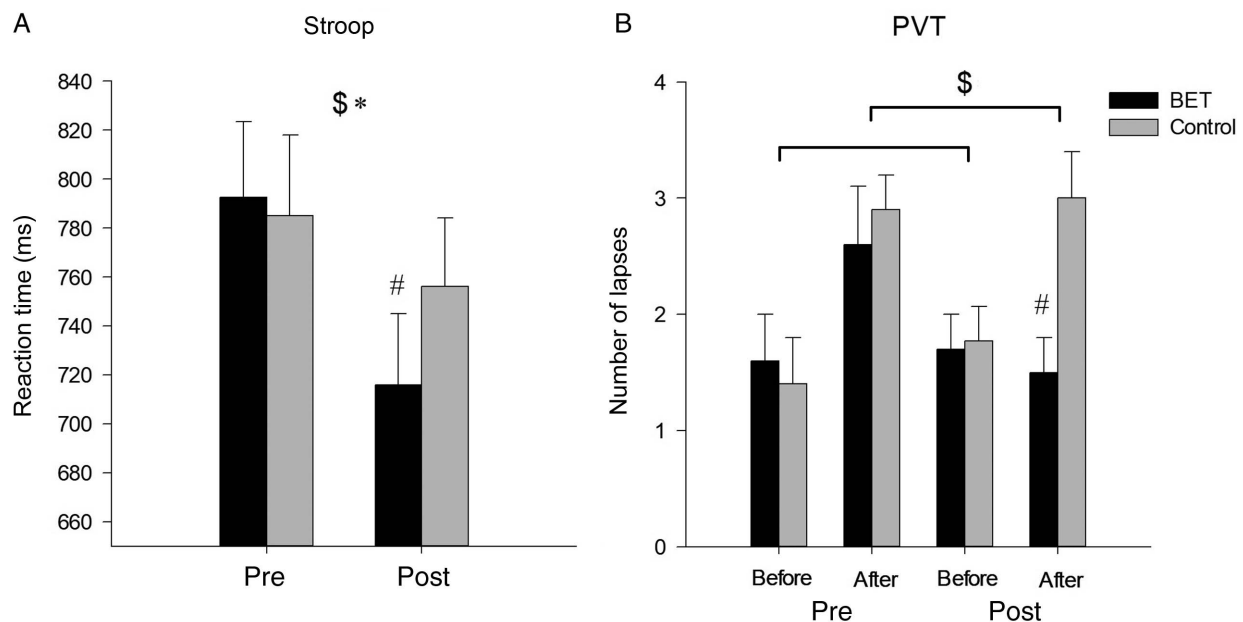 A
Stroop
Reaction time (ms)
840
820
800
780
760
740
720
700
680
660
$ *
#
Pre
Post
B
PVT
Number of lapses
4
3
2
1
0
$
#
BET
Control
Before
After
Before
After
Pre
Post